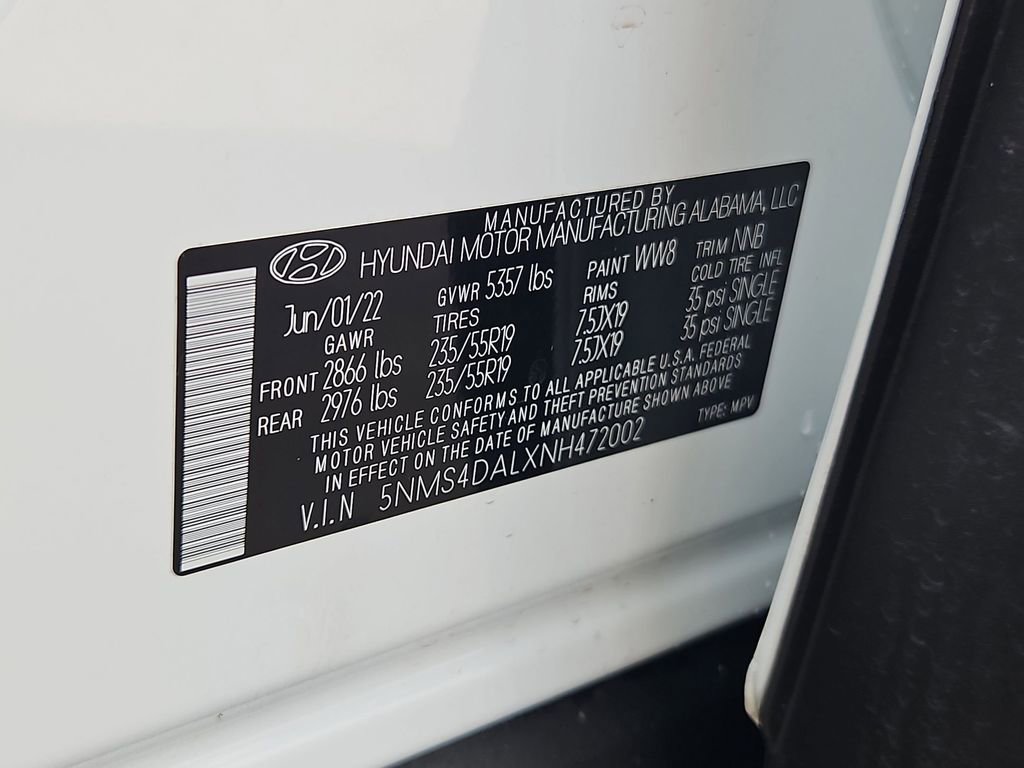 MANUFACTURED BY
HYUNDAI MOTOR MANUFACTURING ALABAMA, LLC
Jun/01/22 GVWR 5357 lbs PAINT WW8 TRIM NNB
GAWR TIRES RIMS COLD TIRE INFL
FRONT 2866 lbs 235/55R19 7.5JX19 35 psi SINGLE
REAR 2976 lbs 235/55R19 7.5JX19 35 psi SINGLE
THIS VEHICLE CONFORMS TO ALL APPLICABLE U.S.A. FEDERAL
MOTOR VEHICLE SAFETY AND THEFT PREVENTION STANDARDS
IN EFFECT ON THE DATE OF MANUFACTURE SHOWN ABOVE
V.I.N 5NMS4DALXNH472002 TYPE: MPV